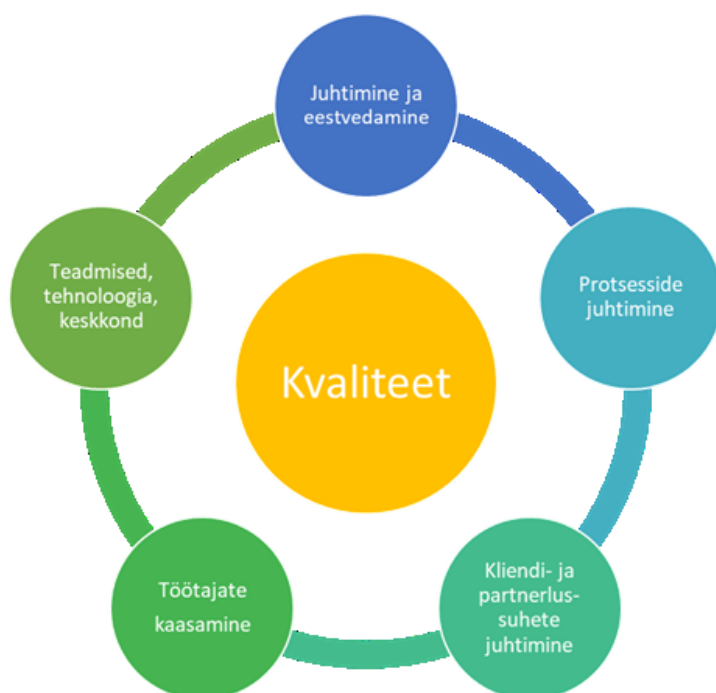 Juhtimine ja
eestvedamine
Protsesside
juhtimine
Kliendi- ja
partnerlus-
suhete
juhtimine
Töötajate
kaasamine
Teadmised,
tehnoloogia,
keskkond
Kvaliteet